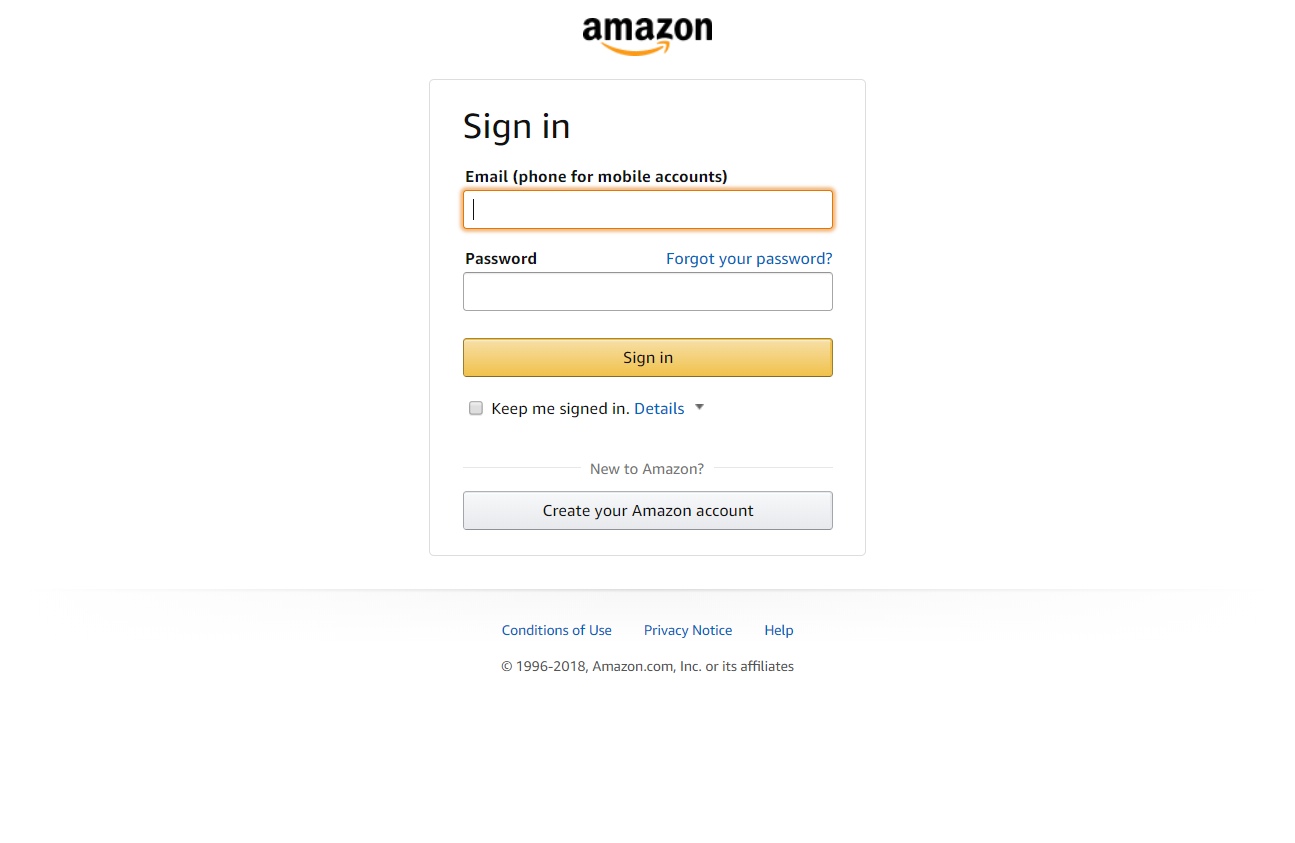 amazon
Sign in
Email (phone for mobile accounts)
Password Forgot your password?
Sign in
Keep me signed in. Details
New to Amazon?
Create your Amazon account
Conditions of Use Privacy Notice Help
© 1996-2018, Amazon.com, Inc. or its affiliates